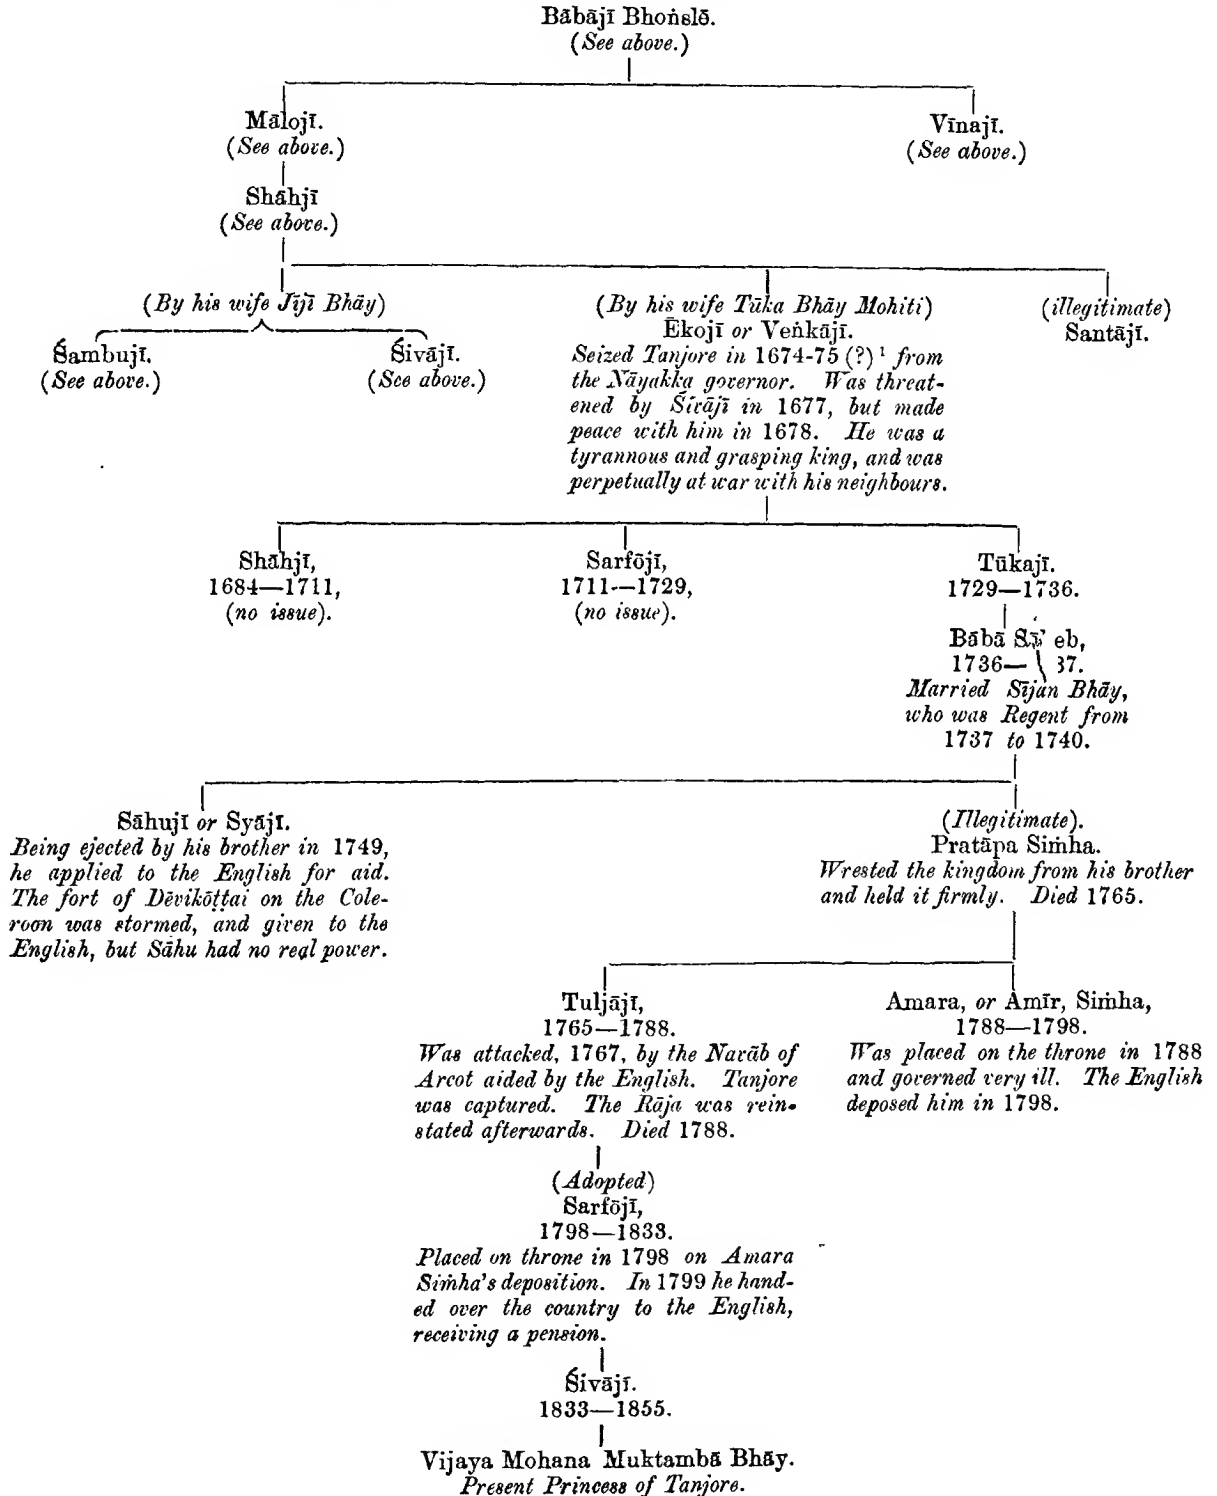 Bābājī Bhoṅslē.
(See above.)
Mālojī.
(See above.)
Vīnajī.
(See above.)
Shāhjī
(See above.)
(By his wife Jījī Bhāy)
Śambujī.
(See above.)
Śivājī.
(See above.)
(By his wife Tūka Bhāy Mohiti)
Ēkojī or Veṅkājī.
Seized Tanjore in 1674-75 (?) ¹ from
the Nāyakka governor. Was threat-
ened by Śivājī in 1677, but made
peace with him in 1678. He was a
tyrannous and grasping king, and was
perpetually at war with his neighbours.
(illegitimate)
Santājī.
Shāhjī,
1684—1711,
(no issue).
Sarfōjī,
1711—1729,
(no issue).
Tūkajī.
1729—1736.
Bābā eb,
1736— 37.
Married Sījān Bhāy,
who was Regent from
1737 to 1740.
Sāhujī or Syājī.
Being ejected by his brother in 1749,
he applied to the English for aid.
The fort of Dēvikōṭṭai on the Cole-
roon was stormed, and given to the
English, but Sāhu had no real power.
(Illegitimate).
Pratāpa Siṁha.
Wrested the kingdom from his brother
and held it firmly. Died 1765.
Tuljājī,
1765—1788.
Was attacked, 1767, by the Navāb of
Arcot aided by the English. Tanjore
was captured. The Rāja was rein-
stated afterwards. Died 1788.
Amara, or Amīr, Siṁha,
1788—1798.
Was placed on the throne in 1788
and governed very ill. The English
deposed him in 1798.
(Adopted)
Sarfōjī,
1798—1833.
Placed on throne in 1798 on Amara
Siṁha's deposition. In 1799 he hand-
ed over the country to the English,
receiving a pension.
Śivājī.
1833—1855.
Vijaya Mohana Muktambā Bhāy.
Present Princess of Tanjore.